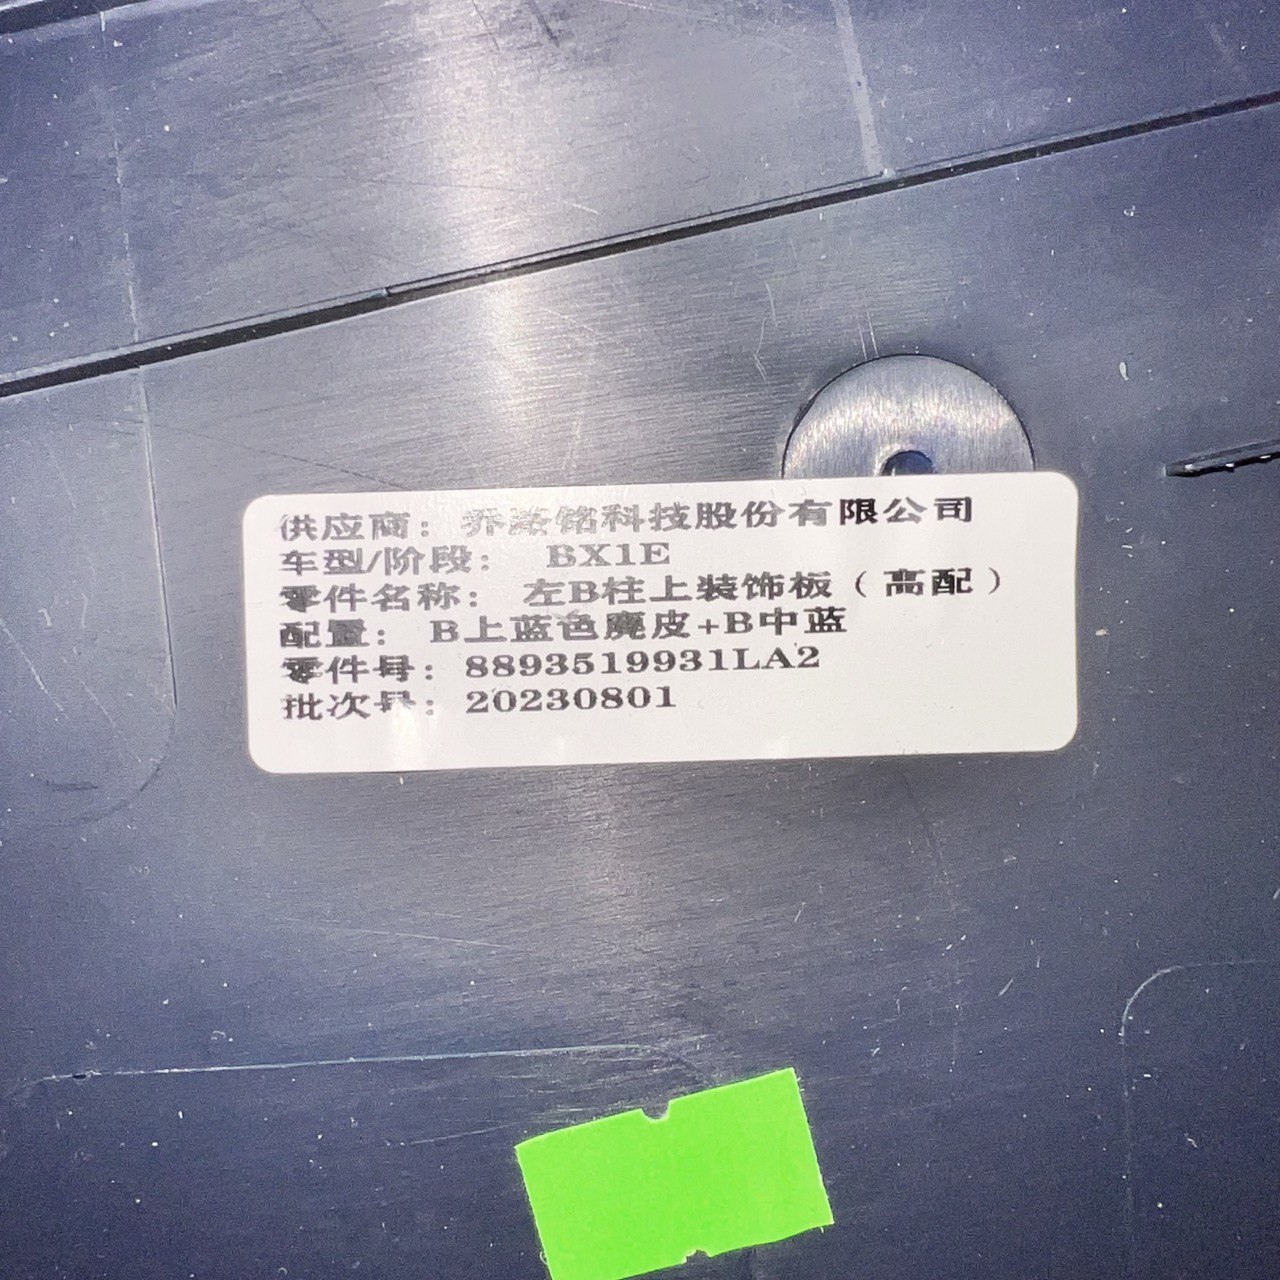 供应商：乔路铭科技股份有限公司
车型/阶段： BX1E
零件名称： 左B柱上装饰板（高配）
配置： B上蓝色麂皮+B中蓝
零件号：8893519931LA2
批次号：20230801